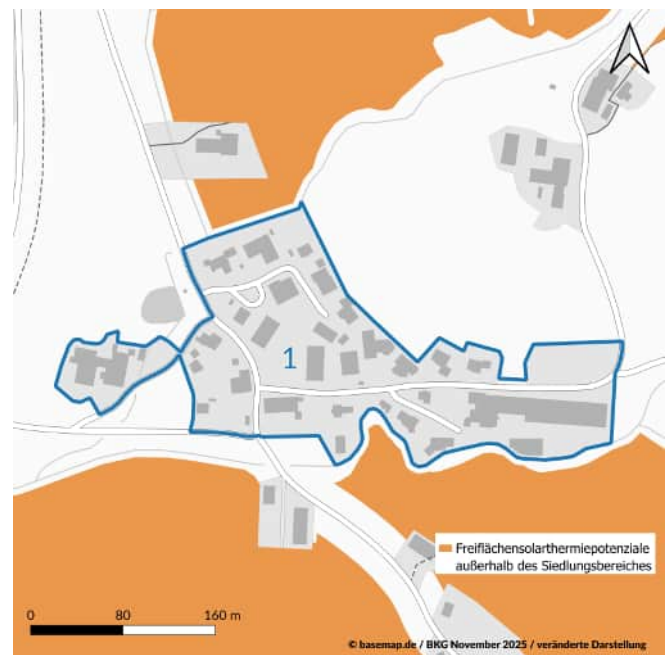 1
Freiflächensolarthermiepotenziale
außerhalb des Siedlungsbereiches
0 80 160 m
© basemap.de / BKG November 2025 / veränderte Darstellung